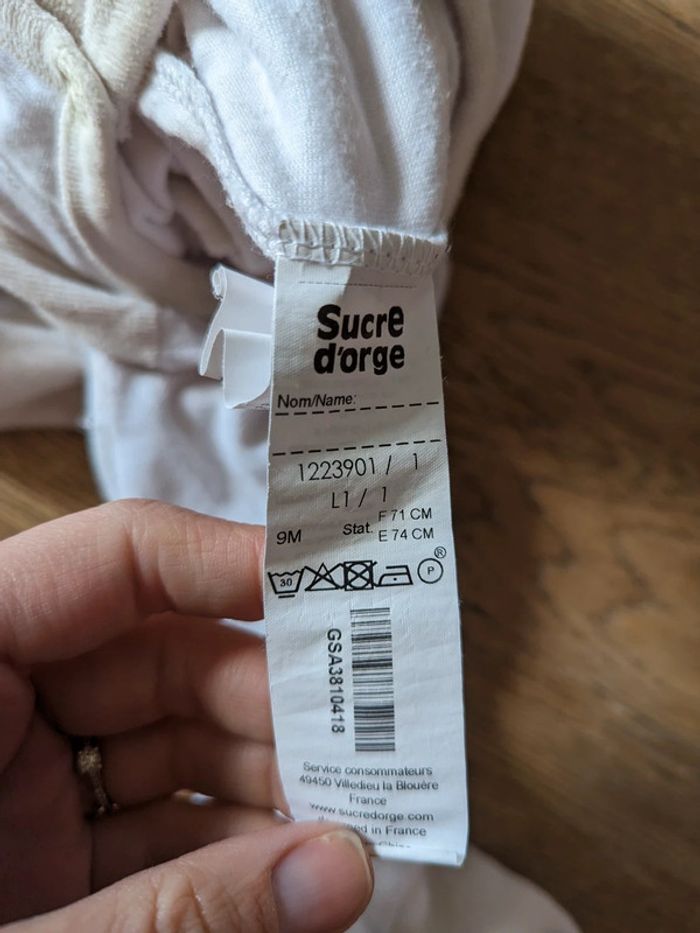 Sucre
d'orge
Nom/Name:
1223901 / 1
L1 / 1
9M Stat. F 71 CM
E 74 CM
30 P ®
GSA3810418
Service consommateurs
49450 Villedieu la Blouère
France
www.sucredorge.com
in France